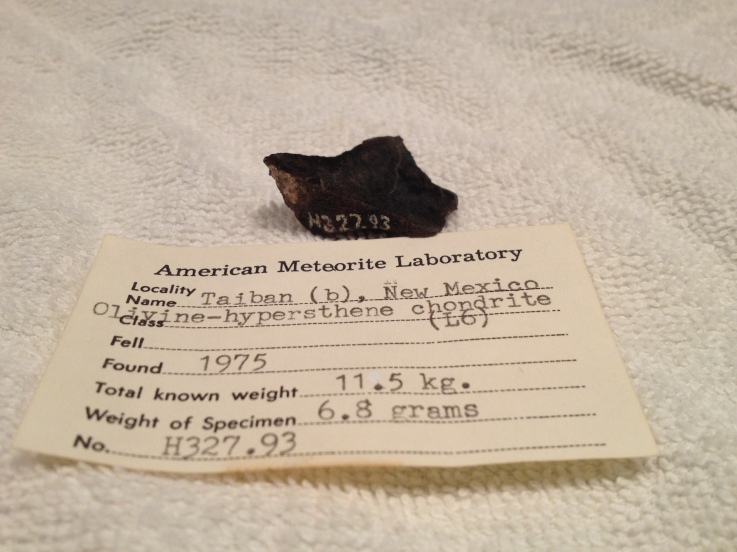 H327.93
American Meteorite Laboratory
Locality
Name Taiban (b), New Mexico
Olivine-hypersthene chondrite
Class (L6)
Fell
Found 1975
Total known weight 11.5 kg.
Weight of Specimen 6.8 grams
No. H327.93